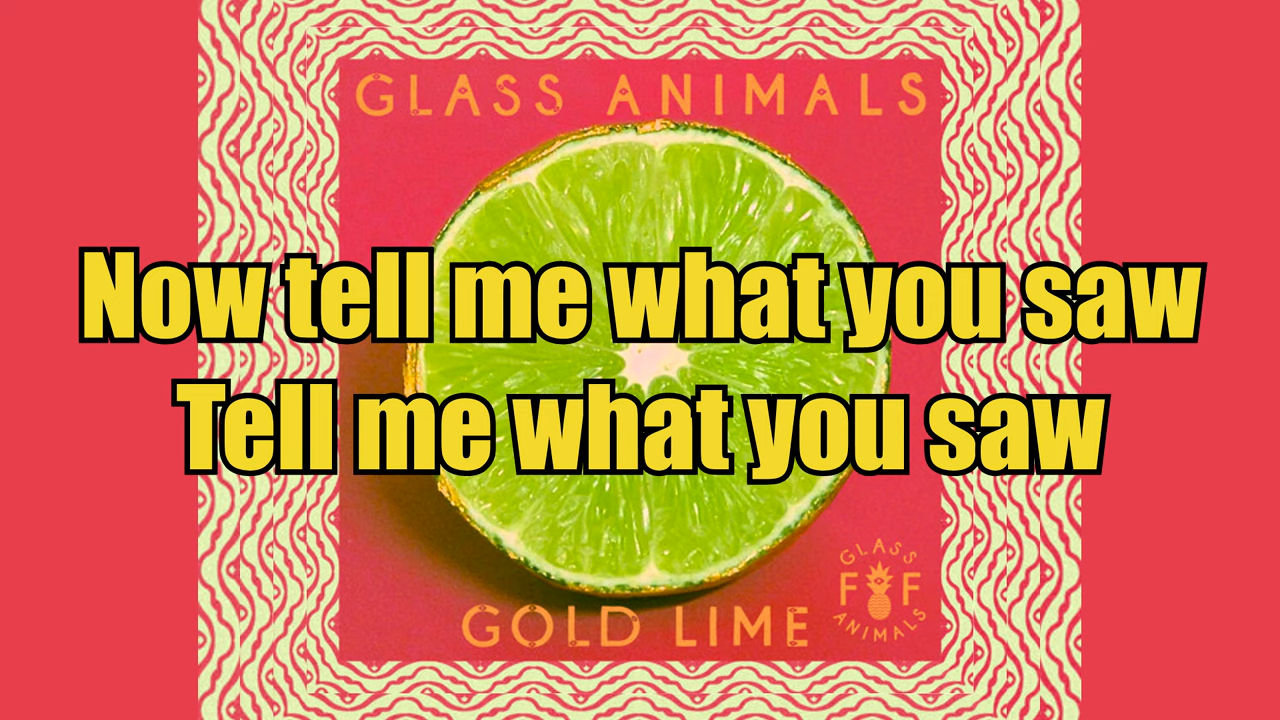 GLASS ANIMALS
Now tell me what you saw
Tell me what you saw
GOLD LIME
GLASS
F F
ANIMALS